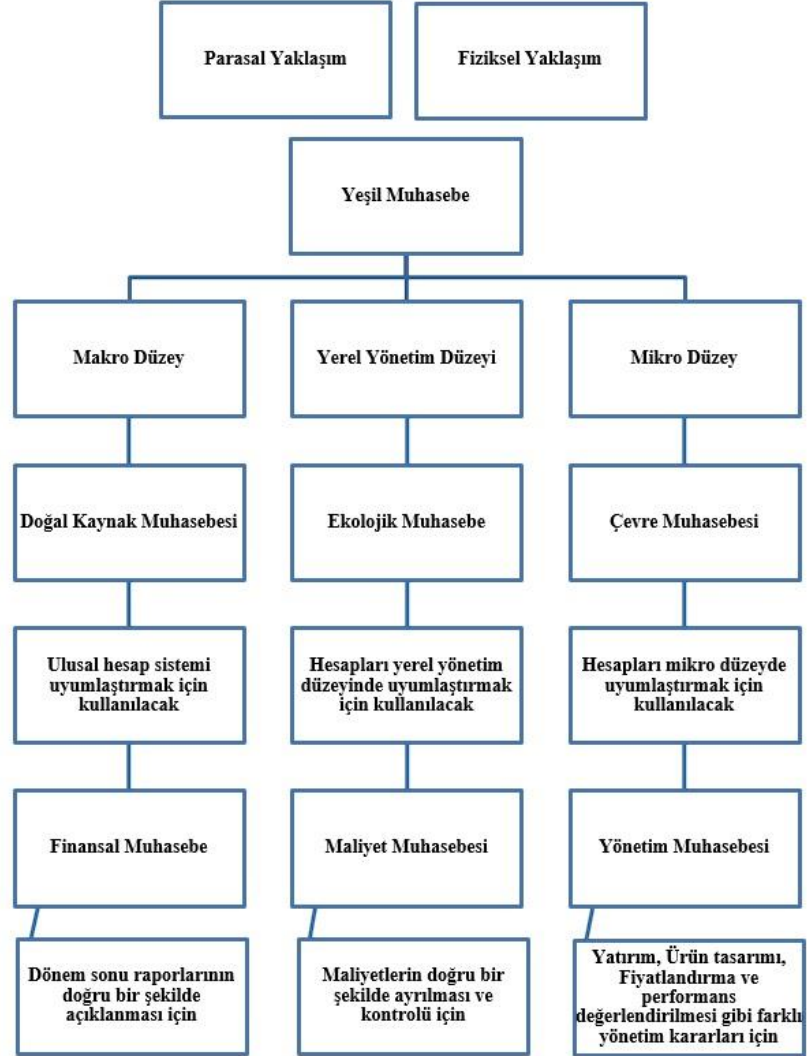 Parasal Yaklaşım
Fiziksel Yaklaşım
Yeşil Muhasebe
Makro Düzey
Yerel Yönetim Düzeyi
Mikro Düzey
Doğal Kaynak Muhasebesi
Ekolojik Muhasebe
Çevre Muhasebesi
Ulusal hesap sistemi
uyumlaştırmak için
kullanılacak
Hesapları yerel yönetim
düzeyinde uyumlaştırmak
için kullanılacak
Hesapları mikro düzeyde
uyumlaştırmak için
kullanılacak
Finansal Muhasebe
Maliyet Muhasebesi
Yönetim Muhasebesi
Dönem sonu raporlarının
doğru bir şekilde
açıklanması için
Maliyetlerin doğru bir
şekilde ayrılması ve
kontrolü için
Yatırım, Ürün tasarımı,
Fiyatlandırma ve
performans
değerlendirilmesi gibi farklı
yönetim kararları için